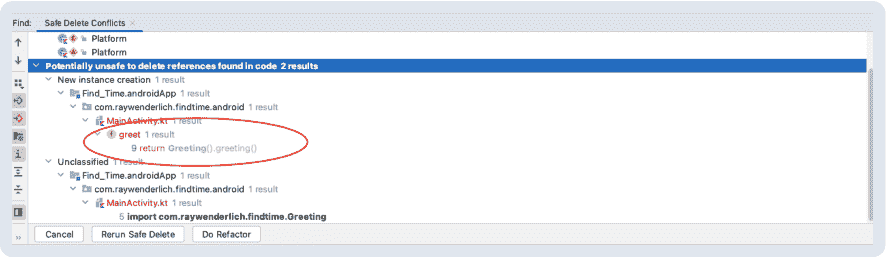 Find: Safe Delete Conflicts ×
Platform
Platform
Potentially unsafe to delete references found in code 2 results
New instance creation 1 result
Find_Time.androidApp 1 result
com.raywenderlich.findtime.android 1 result
MainActivity.kt 1 result
greet 1 result
9 return Greeting().greeting()
Unclassified 1 result
Find_Time.androidApp 1 result
com.raywenderlich.findtime.android 1 result
MainActivity.kt 1 result
5 import com.raywenderlich.findtime.Greeting
Cancel Rerun Safe Delete Do Refactor